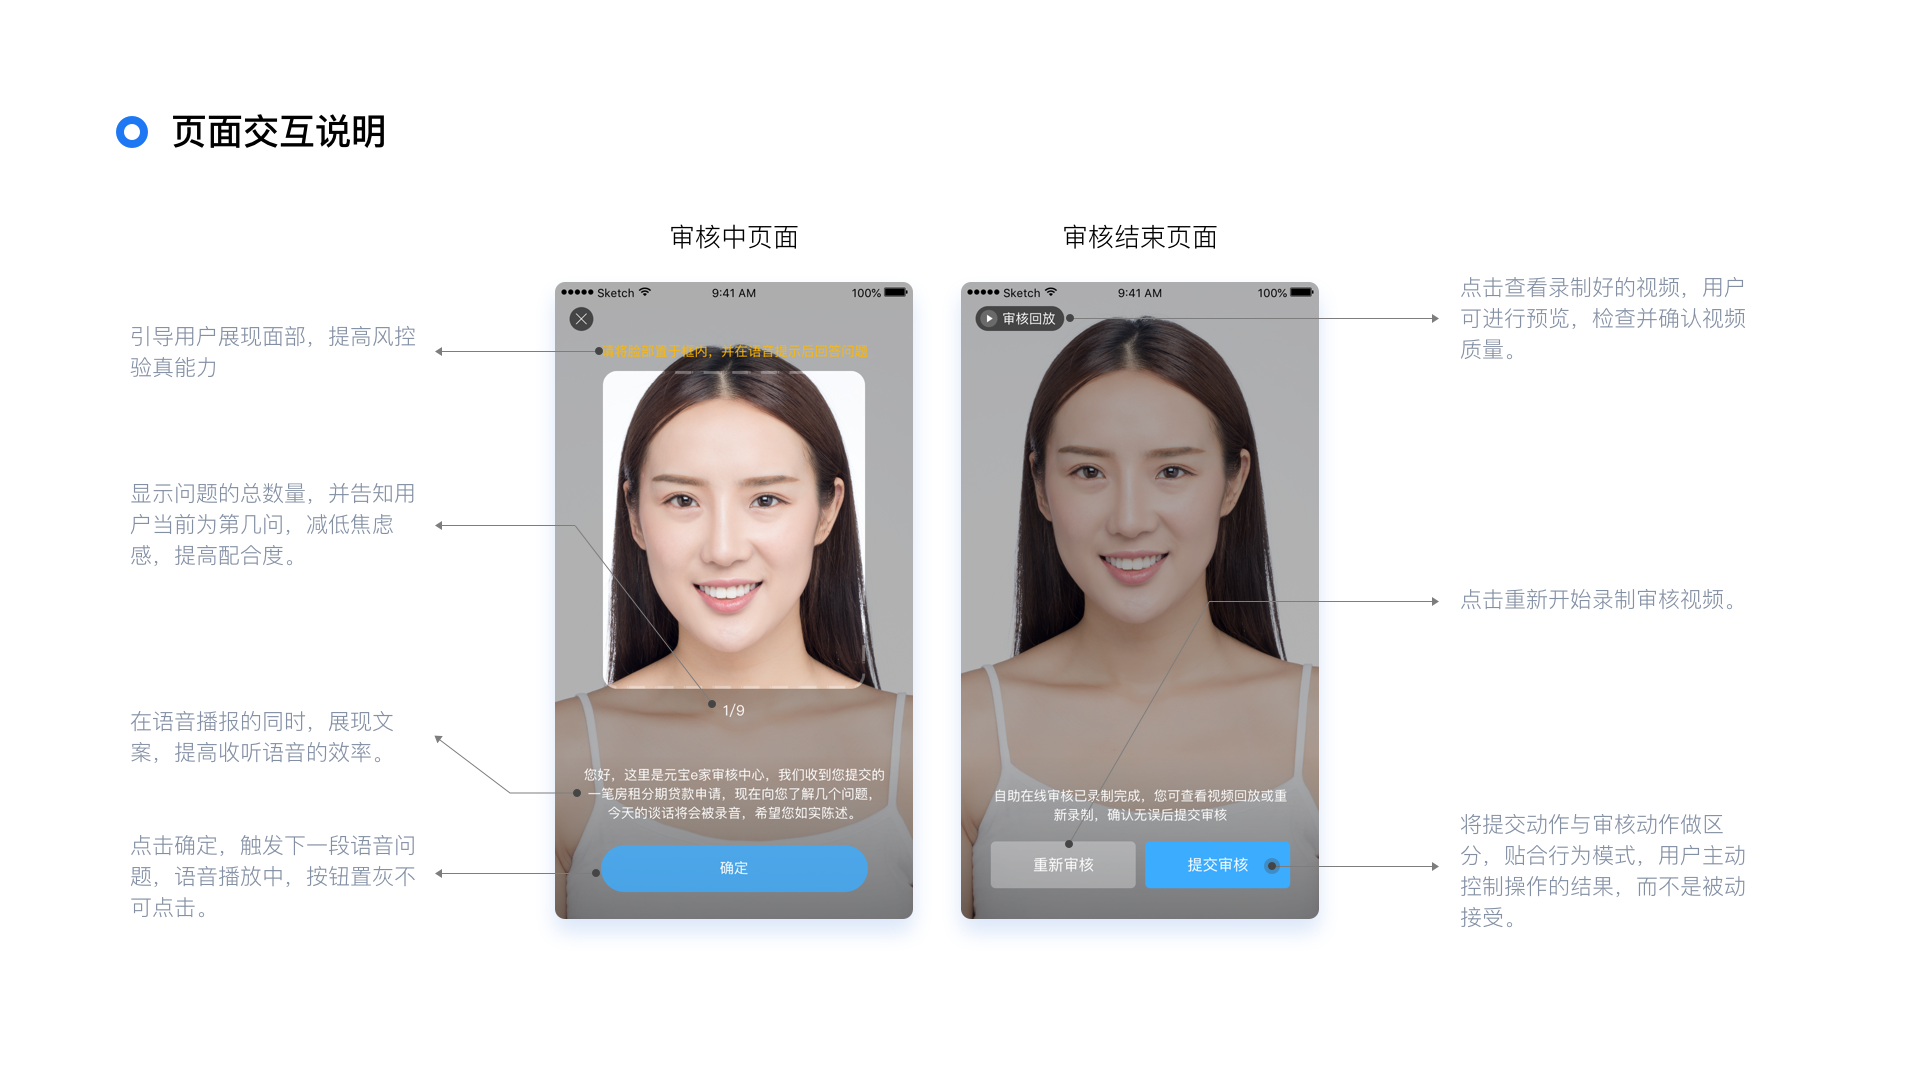 页面交互说明
审核中页面
审核结束页面
引导用户展现面部，提高风控
验真能力
显示问题的总数量，并告知用
户当前为第几问，减低焦虑
感，提高配合度。
在语音播报的同时，展现文
案，提高收听语音的效率。
点击确定，触发下一段语音问
题，语音播放中，按钮置灰不
可点击。
Sketch 9:41 AM 100%
请将脸部置于框内，并在语音提示后回答问题
1/9
您好，这里是元宝e家审核中心，我们收到您提交的
一笔房租分期贷款申请，现在向您了解几个问题，
今天的谈话将会被录音，希望您如实陈述。
确定
Sketch 9:41 AM 100%
审核回放
自助在线审核已录制完成，您可查看视频回放或重
新录制，确认无误后提交审核
重新审核
提交审核
点击查看录制好的视频，用户
可进行预览，检查并确认视频
质量。
点击重新开始录制审核视频。
将提交动作与审核动作做区
分，贴合行为模式，用户主动
控制操作的结果，而不是被动
接受。